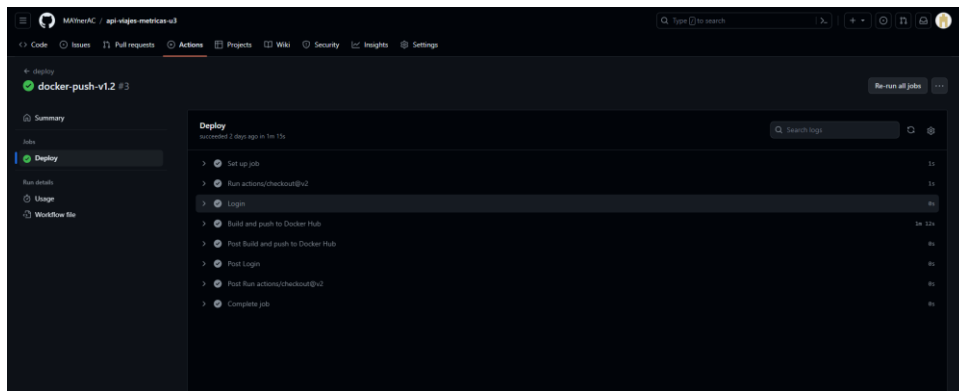 MAYnerAC / api-viajes-metricas-u3
Type / to search
Code Issues Pull requests Actions Projects Wiki Security Insights Settings
deploy
docker-push-v1.2 #3
Re-run all jobs
Summary
Jobs
Deploy
Run details
Usage
Workflow file
Deploy
succeeded 2 days ago in 1m 15s
Search logs
Set up job 1s
Run actions/checkout@v2 1s
Login 0s
Build and push to Docker Hub 1m 12s
Post Build and push to Docker Hub 0s
Post Login 0s
Post Run actions/checkout@v2 0s
Complete job 0s